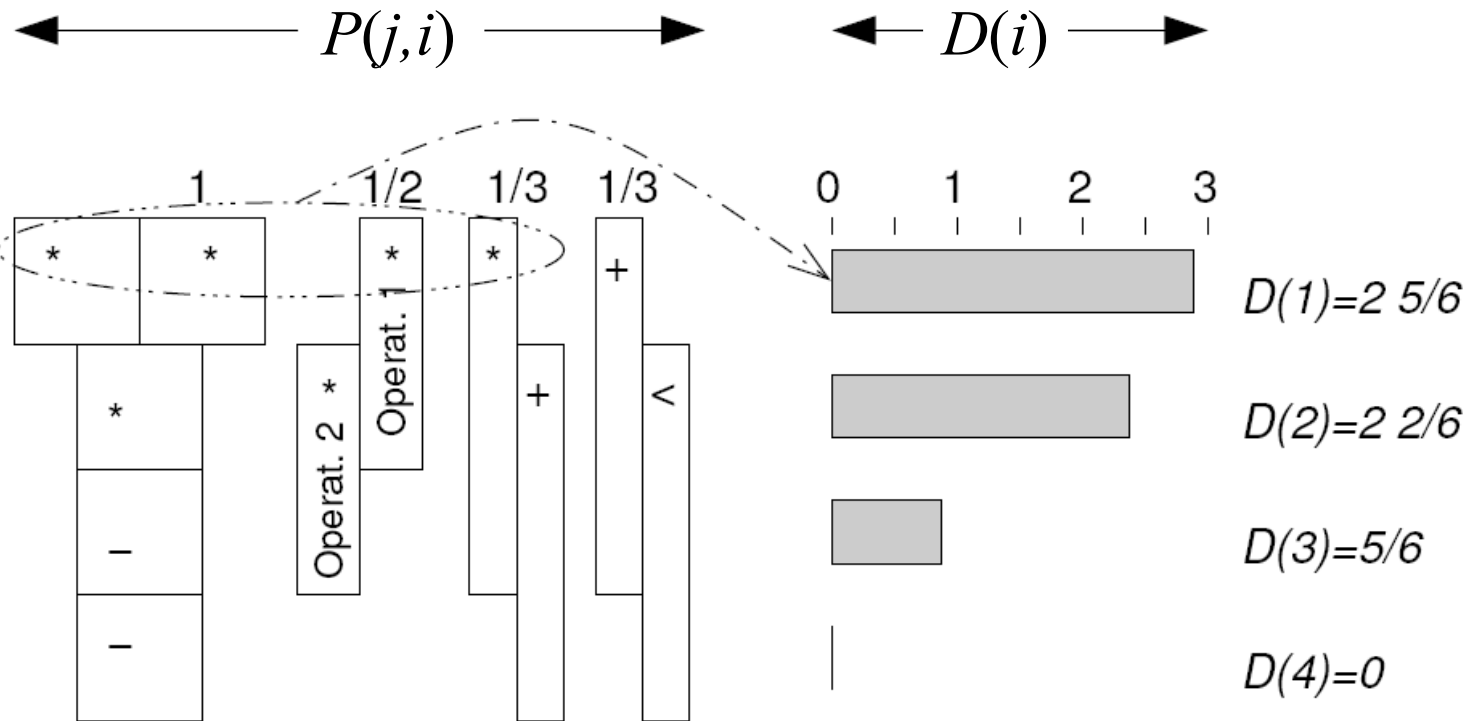 P(j,i) D(i)
1 1/2 1/3 1/3 0 1 2 3
* * * * +
D(1)=2 5/6
Operat. 1
* * + <
D(2)=2 2/6
Operat. 2
–
D(3)=5/6
–
D(4)=0